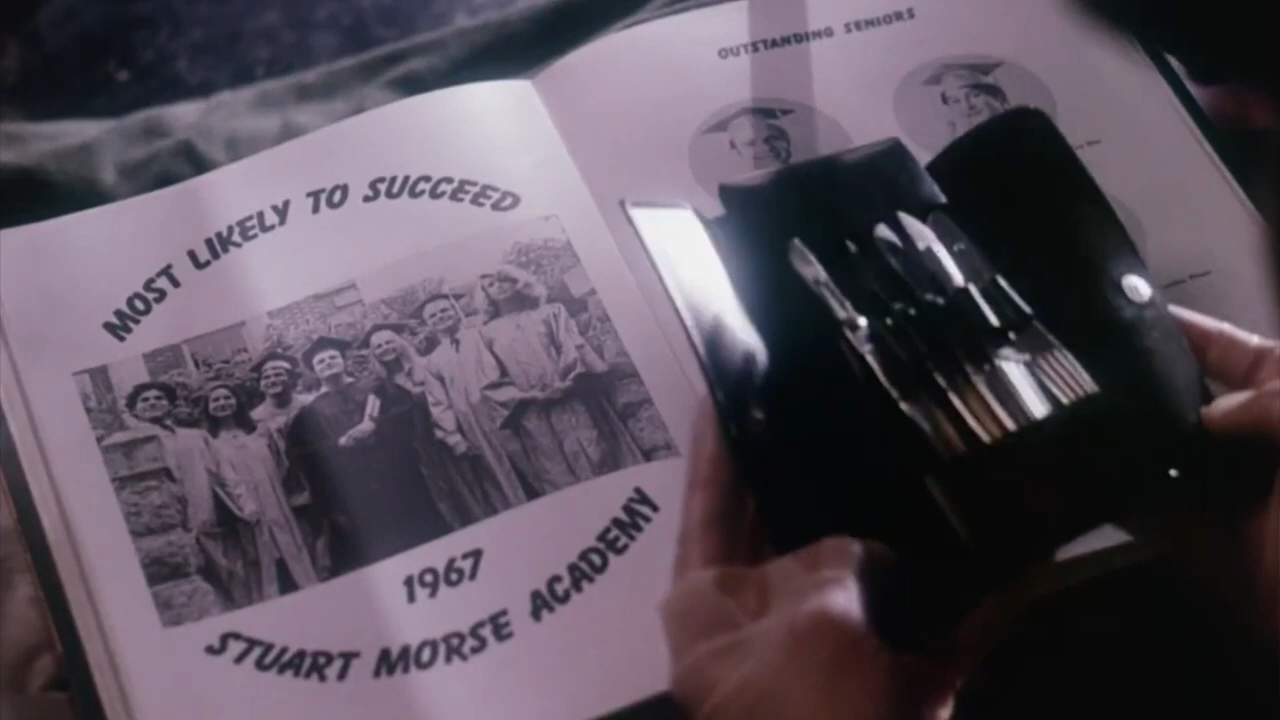 MOST LIKELY TO SUCCEED
1967
STUART MORSE ACADEMY
OUTSTANDING SENIORS